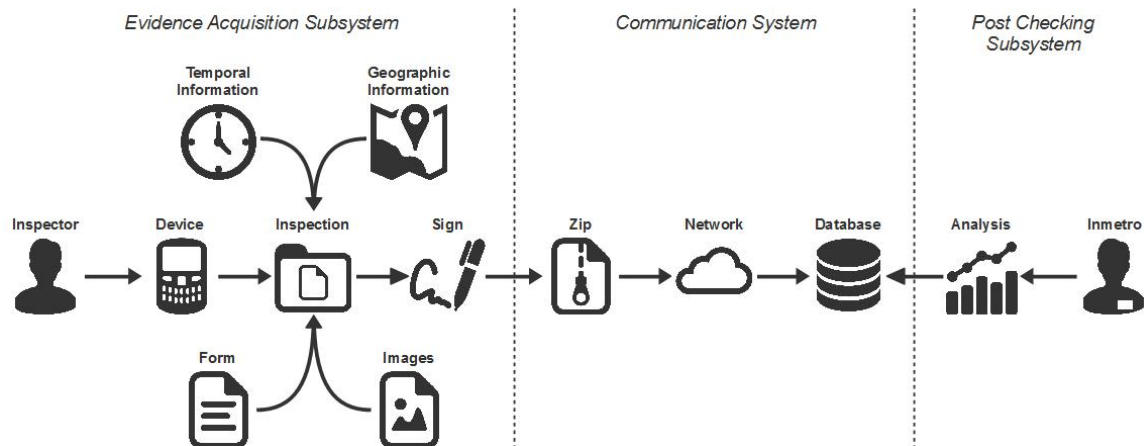 Evidence Acquisition Subsystem
Communication System
Post Checking
Subsystem
Temporal
Information
Geographic
Information
Inspector
Device
Inspection
Sign
Zip
Network
Database
Analysis
Inmetro
Form
Images